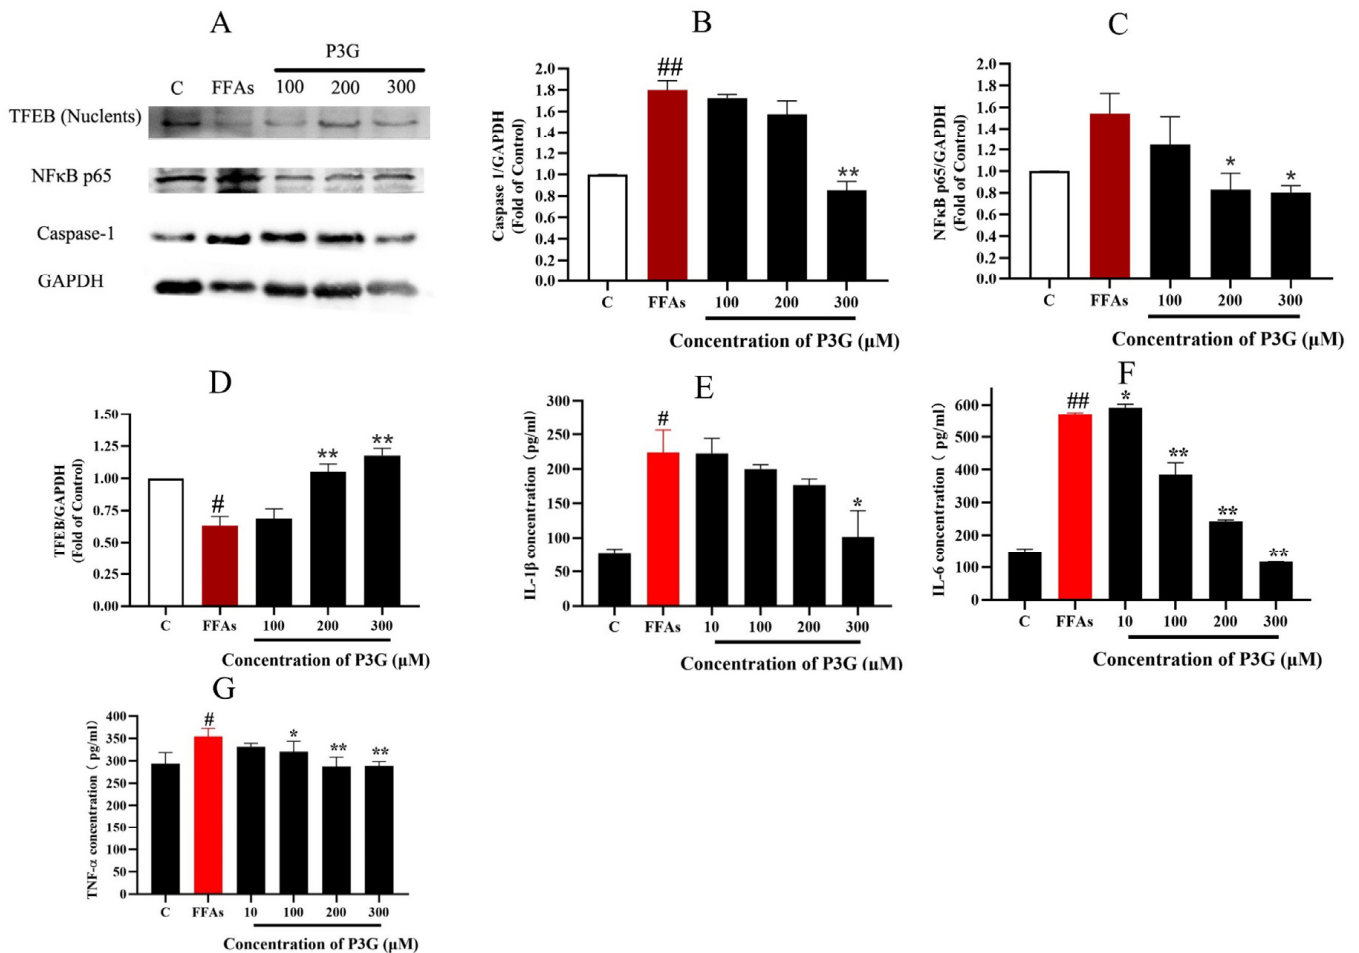 A
P3G
C FFAs 100 200 300
TFEB (Nuclents)
NFκB p65
Caspase-1
GAPDH
B
Caspase 1/GAPDH
(Fold of Control)
2.0
1.8
1.6
1.4
1.2
1.0
0.8
0.6
0.4
0.2
0.0
##
**
C FFAs 100 200 300
Concentration of P3G (μM)
C
NFκB p65/GAPDH
(Fold of Control)
2.0
1.8
1.6
1.4
1.2
1.0
0.8
0.6
0.4
0.2
0.0
*
*
C FFAs 100 200 300
Concentration of P3G (μM)
D
TFEB/GAPDH
(Fold of Control)
1.50
1.25
1.00
0.75
0.50
0.25
0.00
#
**
**
C FFAs 100 200 300
Concentration of P3G (μM)
E
IL-1β concentration（pg/ml）
300
250
200
150
100
50
0
#
*
C FFAs 10 100 200 300
Concentration of P3G (μM)
F
IL-6 concentration（ pg/ml）
600
500
400
300
200
100
0
##
*
**
**
**
C FFAs 10 100 200 300
Concentration of P3G (μM)
G
TNF-α concentration（ pg/ml）
400
350
300
250
200
150
100
50
0
#
*
**
**
C FFAs 10 100 200 300
Concentration of P3G (μM)